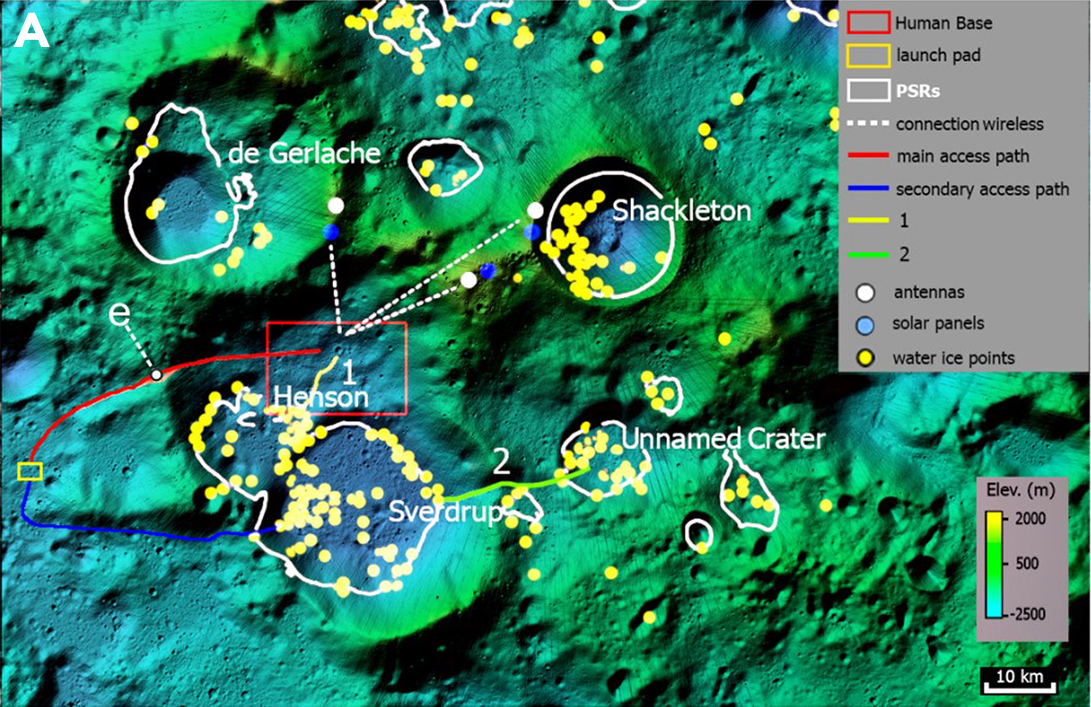 A
Human Base
launch pad
PSRs
connection wireless
main access path
secondary access path
1
2
antennas
solar panels
water ice points
de Gerlache
Shackleton
e
1
Henson
Unnamed Crater
2
Sverdrup
Elev. (m)
2000
500
-2500
10 km